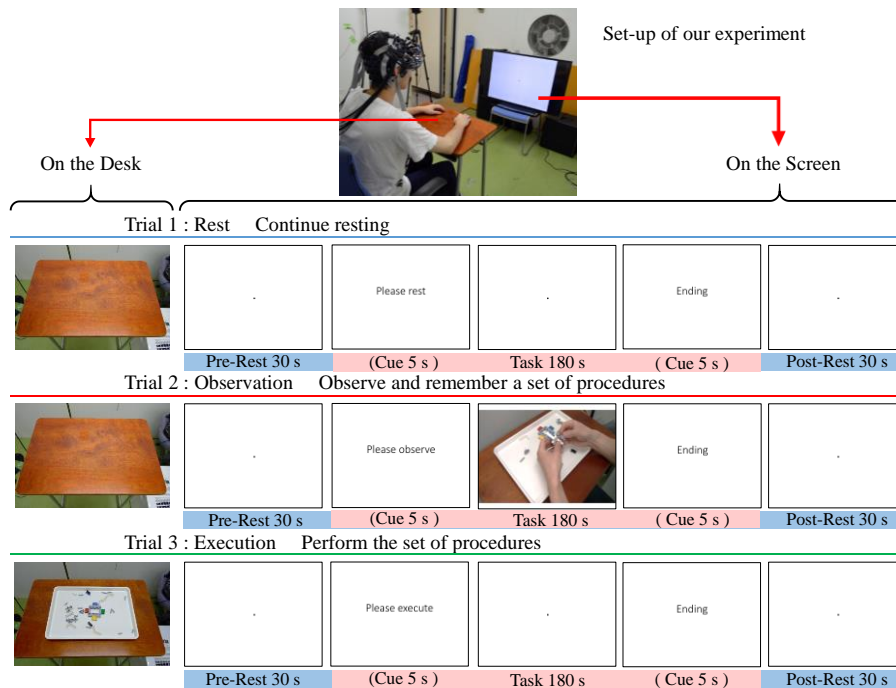 Set-up of our experiment
On the Desk
On the Screen
Trial 1 : Rest Continue resting
Please rest
Ending
Pre-Rest 30 s (Cue 5 s ) Task 180 s ( Cue 5 s ) Post-Rest 30 s
Trial 2 : Observation Observe and remember a set of procedures
Please observe
Ending
Pre-Rest 30 s (Cue 5 s ) Task 180 s ( Cue 5 s ) Post-Rest 30 s
Trial 3 : Execution Perform the set of procedures
Please execute
Ending
Pre-Rest 30 s (Cue 5 s ) Task 180 s ( Cue 5 s ) Post-Rest 30 s